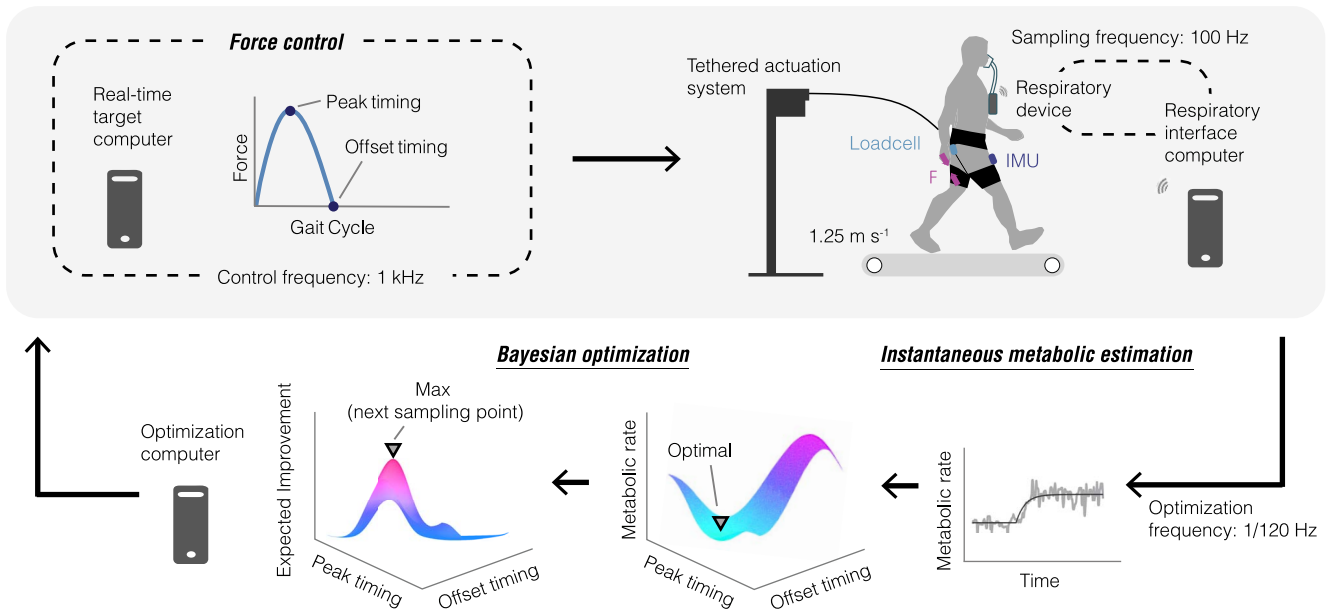 Force control
Real-time
target
computer
Force
Peak timing
Offset timing
Gait Cycle
Control frequency: 1 kHz
Tethered actuation
system
Sampling frequency: 100 Hz
Respiratory
device
Respiratory
interface
computer
Loadcell
IMU
F
1.25 m s⁻¹
Bayesian optimization
Instantaneous metabolic estimation
Optimization
computer
Expected Improvement
Max
(next sampling point)
Peak timing
Offset timing
Metabolic rate
Optimal
Peak timing
Offset timing
Metabolic rate
Time
Optimization
frequency: 1/120 Hz